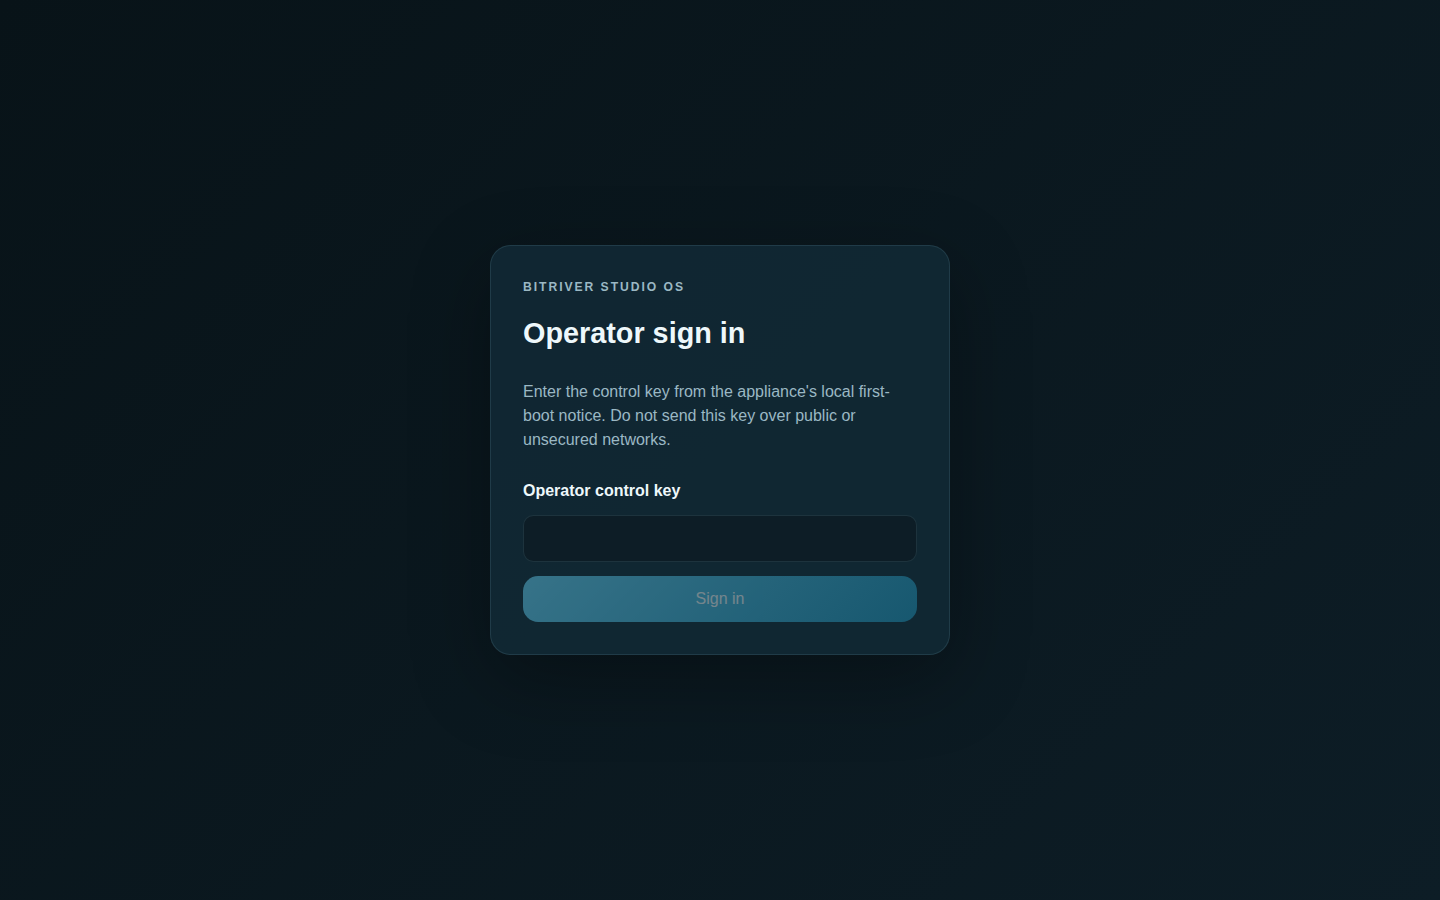 BITRIVER STUDIO OS
Operator sign in
Enter the control key from the appliance's local first-
boot notice. Do not send this key over public or
unsecured networks.
Operator control key
Sign in